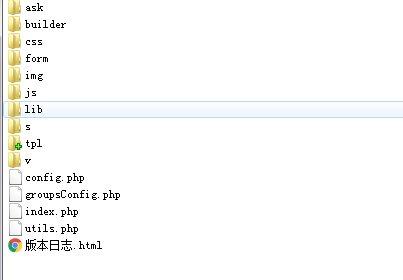 ask
builder
css
form
img
js
lib
s
tpl
v
config.php
groupsConfig.php
index.php
utils.php
版本日志.html